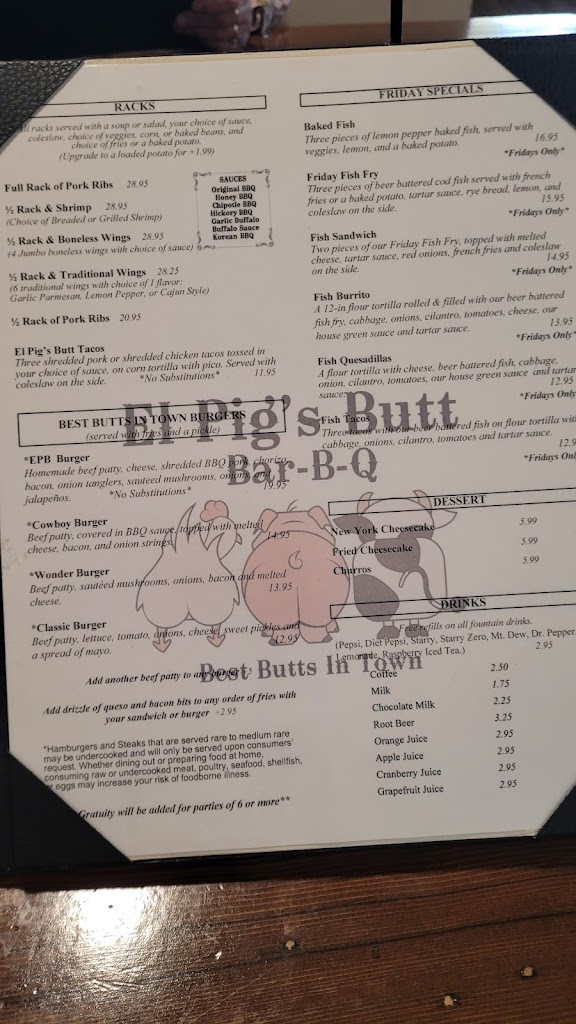 RACKS
all racks served with a soup or salad, your choice of sauce,
coleslaw, choice of veggies, corn, or baked beans, and
choice of fries or a baked potato.
(Upgrade to a loaded potato for +1.99)
Full Rack of Pork Ribs 28.95
½ Rack & Shrimp 28.95
(Choice of Breaded or Grilled Shrimp)
½ Rack & Boneless Wings 28.95
(4 Jumbo boneless wings with choice of sauce)
½ Rack & Traditional Wings 28.25
(6 traditional wings with choice of 1 flavor:
Garlic Parmesan, Lemon Pepper, or Cajun Style)
½ Rack of Pork Ribs 20.95
El Pig's Butt Tacos
Three shredded pork or shredded chicken tacos tossed in
your choice of sauce, on corn tortilla with pico. Served with
coleslaw on the side. *No Substitutions* 11.95
SAUCES
Original BBQ
Honey BBQ
Chipotle BBQ
Hickory BBQ
Garlic Buffalo
Buffalo Sauce
Korean BBQ
BEST BUTTS IN TOWN BURGERS
(served with fries and a pickle)
*EPB Burger
Homemade beef patty, cheese, shredded BBQ pork, chorizo,
bacon, onion tanglers, sauteed mushrooms, onions, and
jalapeños. *No Substitutions* 19.95
*Cowboy Burger
Beef patty, covered in BBQ sauce, topped with melted
cheese, bacon, and onion strings. 14.95
*Wonder Burger
Beef patty, sautéed mushrooms, onions, bacon and melted
cheese. 13.95
*Classic Burger
Beef patty, lettuce, tomato, onions, cheese, sweet pickles and
a spread of mayo. 12.95
Add another beef patty to any burger
Add drizzle of queso and bacon bits to any order of fries with
your sandwich or burger +2.95
*Hamburgers and Steaks that are served rare to medium rare
may be undercooked and will only be served upon consumers'
request. Whether dining out or preparing food at home,
consuming raw or undercooked meat, poultry, seafood, shellfish,
or eggs may increase your risk of foodborne illness.
Gratuity will be added for parties of 6 or more**
FRIDAY SPECIALS
Baked Fish
Three pieces of lemon pepper baked fish, served with
veggies, lemon, and a baked potato. 16.95
*Fridays Only*
Friday Fish Fry
Three pieces of beer battered cod fish served with french
fries or a baked potato, tartar sauce, rye bread, lemon, and
coleslaw on the side. 15.95
*Fridays Only*
Fish Sandwich
Two pieces of our Friday Fish Fry, topped with melted
cheese, tartar sauce, red onions, french fries and coleslaw
on the side. 14.95
*Fridays Only*
Fish Burrito
A 12-in flour tortilla rolled & filled with our beer battered
fish fry, cabbage, onions, cilantro, tomatoes, cheese, our
house green sauce and tartar sauce. 13.95
*Fridays Only*
Fish Quesadillas
A flour tortilla with cheese, beer battered fish, cabbage,
onion, cilantro, tomatoes, our house green sauce and tartar
sauce. 12.95
*Fridays Only
Fish Tacos
Three tacos with our beer battered fish on flour tortilla with
cabbage, onions, cilantro, tomatoes and tartar sauce.
12.9
*Fridays Onl
El Pig's Butt
Bar-B-Q
Best Butts In Town
DESSERT
New York Cheesecake 5.99
Fried Cheesecake 5.99
Churros 5.99
DRINKS
Free refills on all fountain drinks.
(Pepsi, Diet Pepsi, Starry, Starry Zero, Mt. Dew, Dr. Pepper,
Lemonade, Raspberry Iced Tea.) 2.95
Coffee 2.50
Milk 1.75
Chocolate Milk 2.25
Root Beer 3.25
Orange Juice 2.95
Apple Juice 2.95
Cranberry Juice 2.95
Grapefruit Juice 2.95